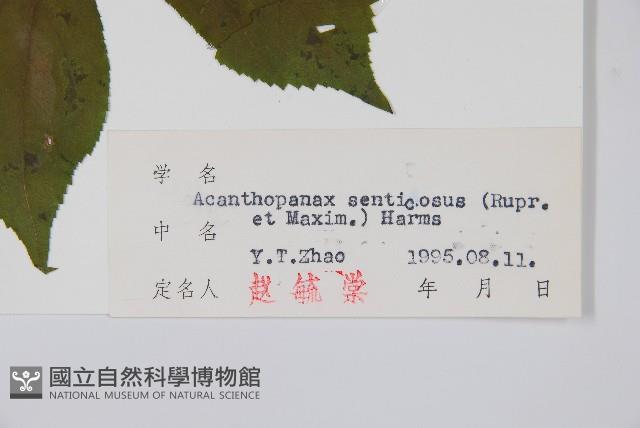 学 名
Acanthopanax senticosus (Rupr.
et Maxim.) Harms
中 名
Y.T.Zhao 1995.08.11.
定名人 赵 毓 棠 年 月 日
國立自然科學博物館
NATIONAL MUSEUM OF NATURAL SCIENCE